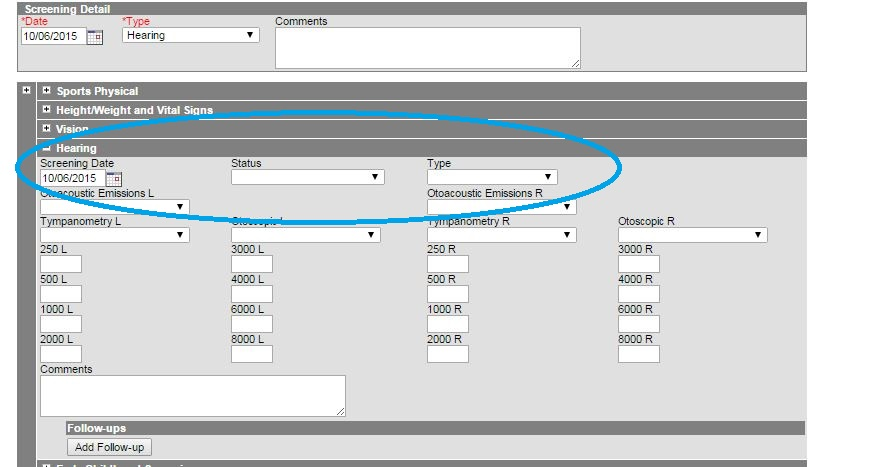 Screening Detail
*Date *Type Comments
10/06/2015 Hearing
Sports Physical
Height/Weight and Vital Signs
Vision
Hearing
Screening Date Status Type
10/06/2015
Otoacoustic Emissions L Otoacoustic Emissions R
Tympanometry L Otoscopic L Tympanometry R Otoscopic R
250 L 3000 L 250 R 3000 R
500 L 4000 L 500 R 4000 R
1000 L 6000 L 1000 R 6000 R
2000 L 8000 L 2000 R 8000 R
Comments
Follow-ups
Add Follow-up